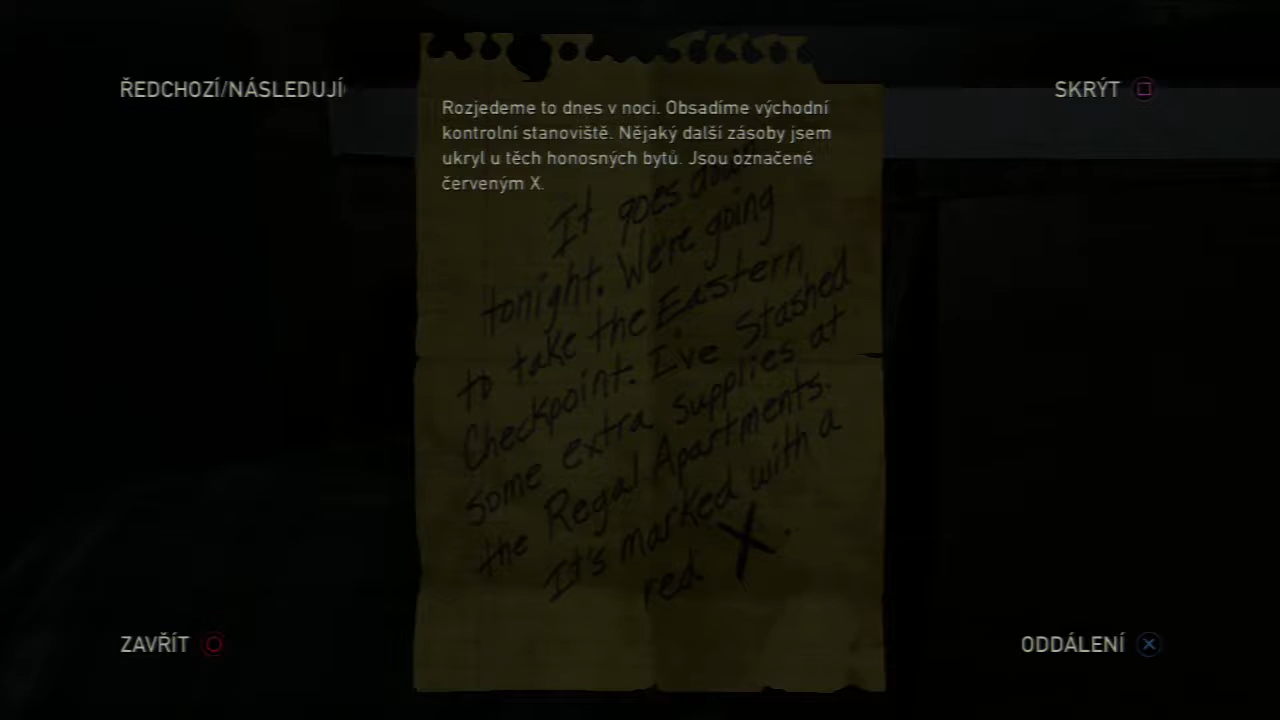 ŘEDCHOZÍ/NÁSLEDUJÍ
SKRÝT
Rozjedeme to dnes v noci. Obsadíme východní
kontrolní stanoviště. Nějaký další zásoby jsem
ukryl u těch honosných bytů. Jsou označené
červeným X.
It goes down
tonight. We're going
to take the Eastern
Checkpoint. I've Stashed
some extra supplies at
the Regal Apartments.
It's marked with a
red X.
ZAVŘÍT
ODDÁLENÍ